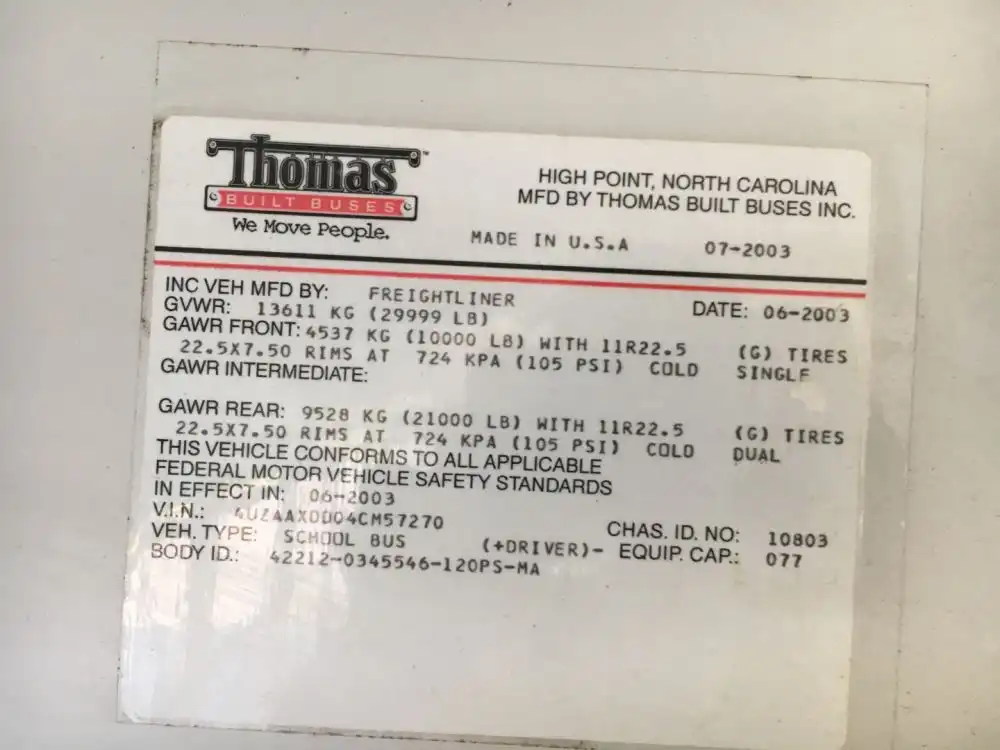 Thomas™
BUILT BUSES
We Move People.
HIGH POINT, NORTH CAROLINA
MFD BY THOMAS BUILT BUSES INC.
MADE IN U.S.A 07-2003
INC VEH MFD BY: FREIGHTLINER DATE: 06-2003
GVWR: 13611 KG (29999 LB)
GAWR FRONT: 4537 KG (10000 LB) WITH 11R22.5 (G) TIRES
22.5X7.50 RIMS AT 724 KPA (105 PSI) COLD SINGLE
GAWR INTERMEDIATE:
GAWR REAR: 9528 KG (21000 LB) WITH 11R22.5 (G) TIRES
22.5X7.50 RIMS AT 724 KPA (105 PSI) COLD DUAL
THIS VEHICLE CONFORMS TO ALL APPLICABLE
FEDERAL MOTOR VEHICLE SAFETY STANDARDS
IN EFFECT IN: 06-2003
V.I.N.: 4UZAAXDD04CM57270 CHAS. ID. NO: 10803
VEH. TYPE: SCHOOL BUS (+DRIVER)- EQUIP. CAP.: 077
BODY ID.: 42212-0345546-120PS-MA